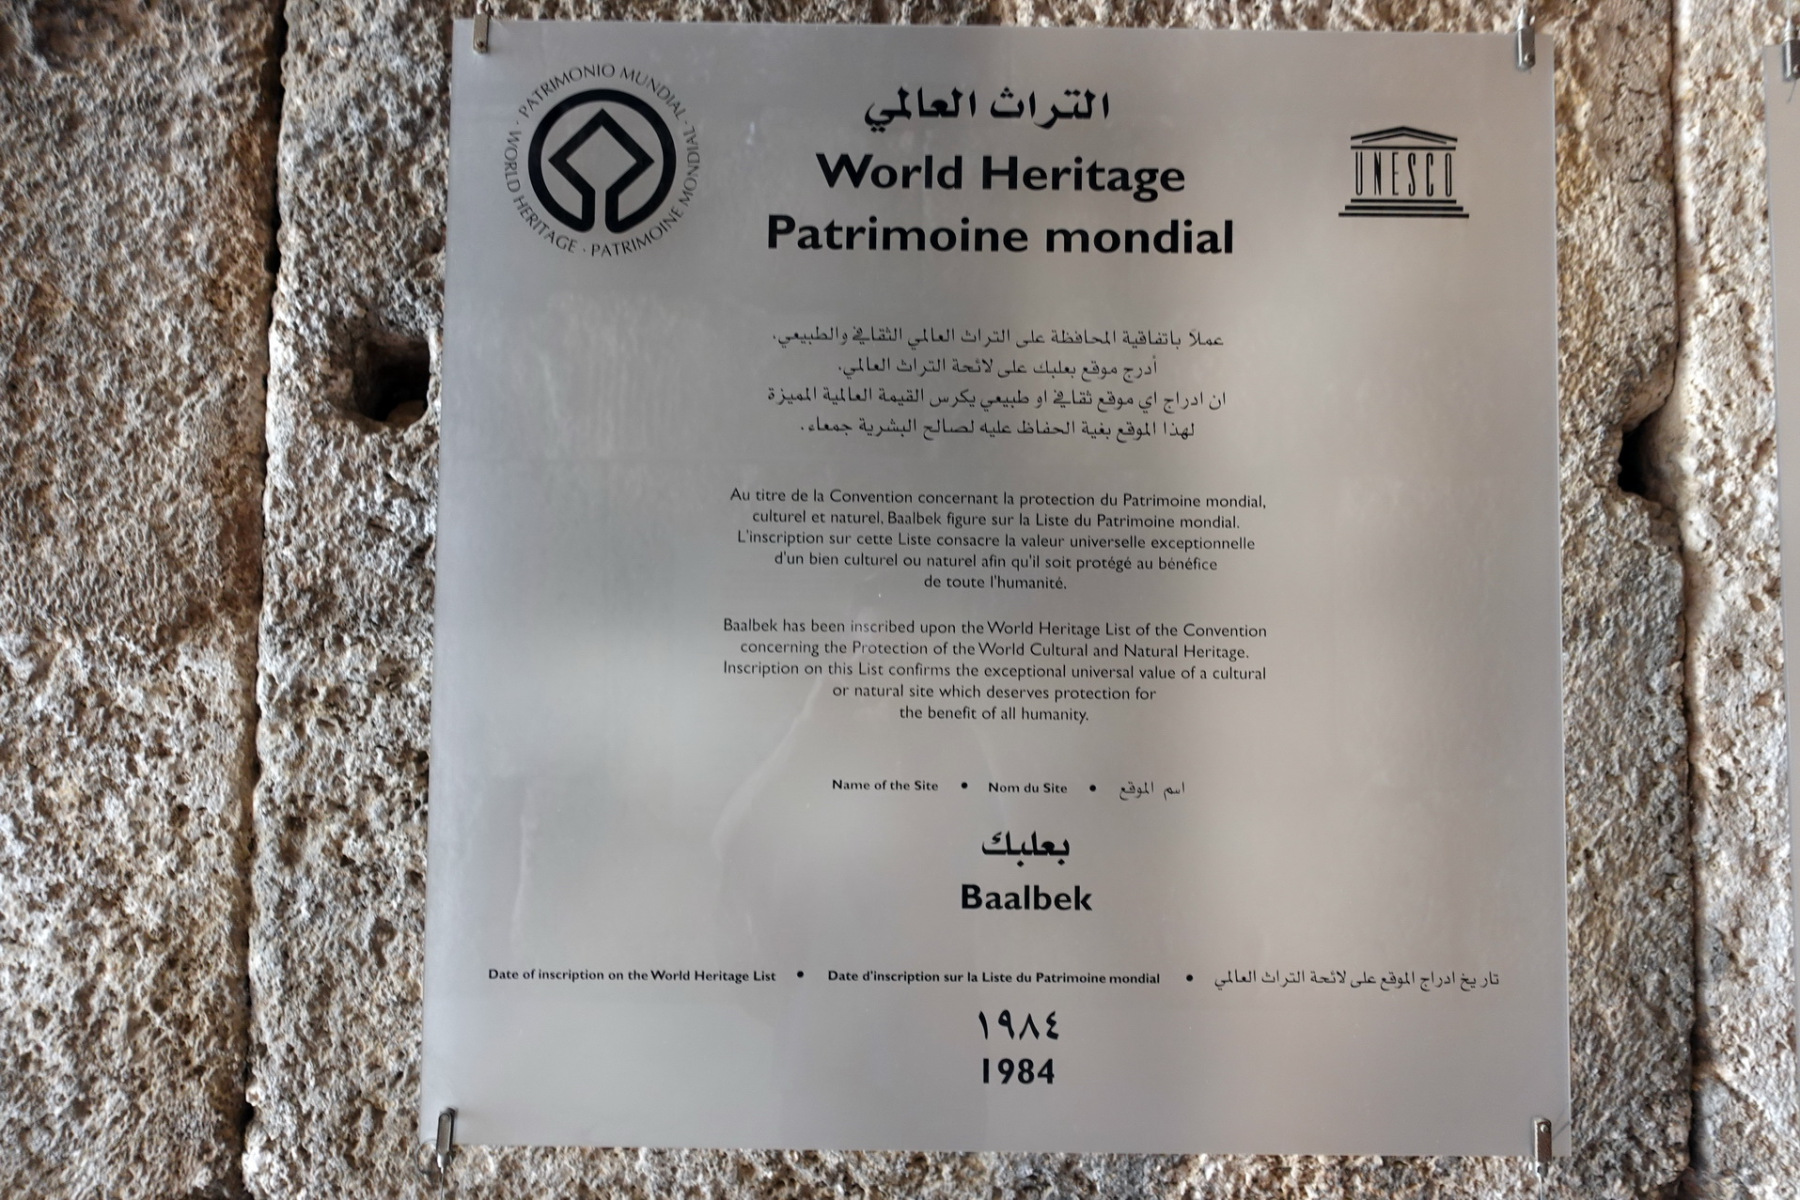 PATRIMONIO MUNDIAL · WORLD HERITAGE · PATRIMOINE MONDIAL ·
التراث العالمي
World Heritage
Patrimoine mondial
UNESCO
عملاً باتفاقية المحافظة على التراث العالمي الثقافي والطبيعي.
أدرج موقع بعلبك على لائحة التراث العالمي.
ان ادراج اي موقع ثقافي او طبيعي يكرس القيمة العالمية المميزة
لهذا الموقع بغية الحفاظ عليه لصالح البشرية جمعاء.
Au titre de la Convention concernant la protection du Patrimoine mondial,
culturel et naturel, Baalbek figure sur la Liste du Patrimoine mondial.
L'inscription sur cette Liste consacre la valeur universelle exceptionnelle
d'un bien culturel ou naturel afin qu'il soit protégé au bénéfice
de toute l'humanité.
Baalbek has been inscribed upon the World Heritage List of the Convention
concerning the Protection of the World Cultural and Natural Heritage.
Inscription on this List confirms the exceptional universal value of a cultural
or natural site which deserves protection for
the benefit of all humanity.
Name of the Site • Nom du Site • اسم الموقع
بعلبك
Baalbek
Date of inscription on the World Heritage List • Date d'inscription sur la Liste du Patrimoine mondial • تاريخ ادراج الموقع على لائحة التراث العالمي
١٩٨٤
1984